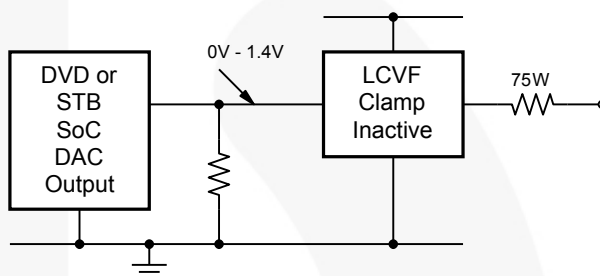 0V - 1.4V
DVD or
STB
SoC
DAC
Output
LCVF
Clamp
Inactive
75W